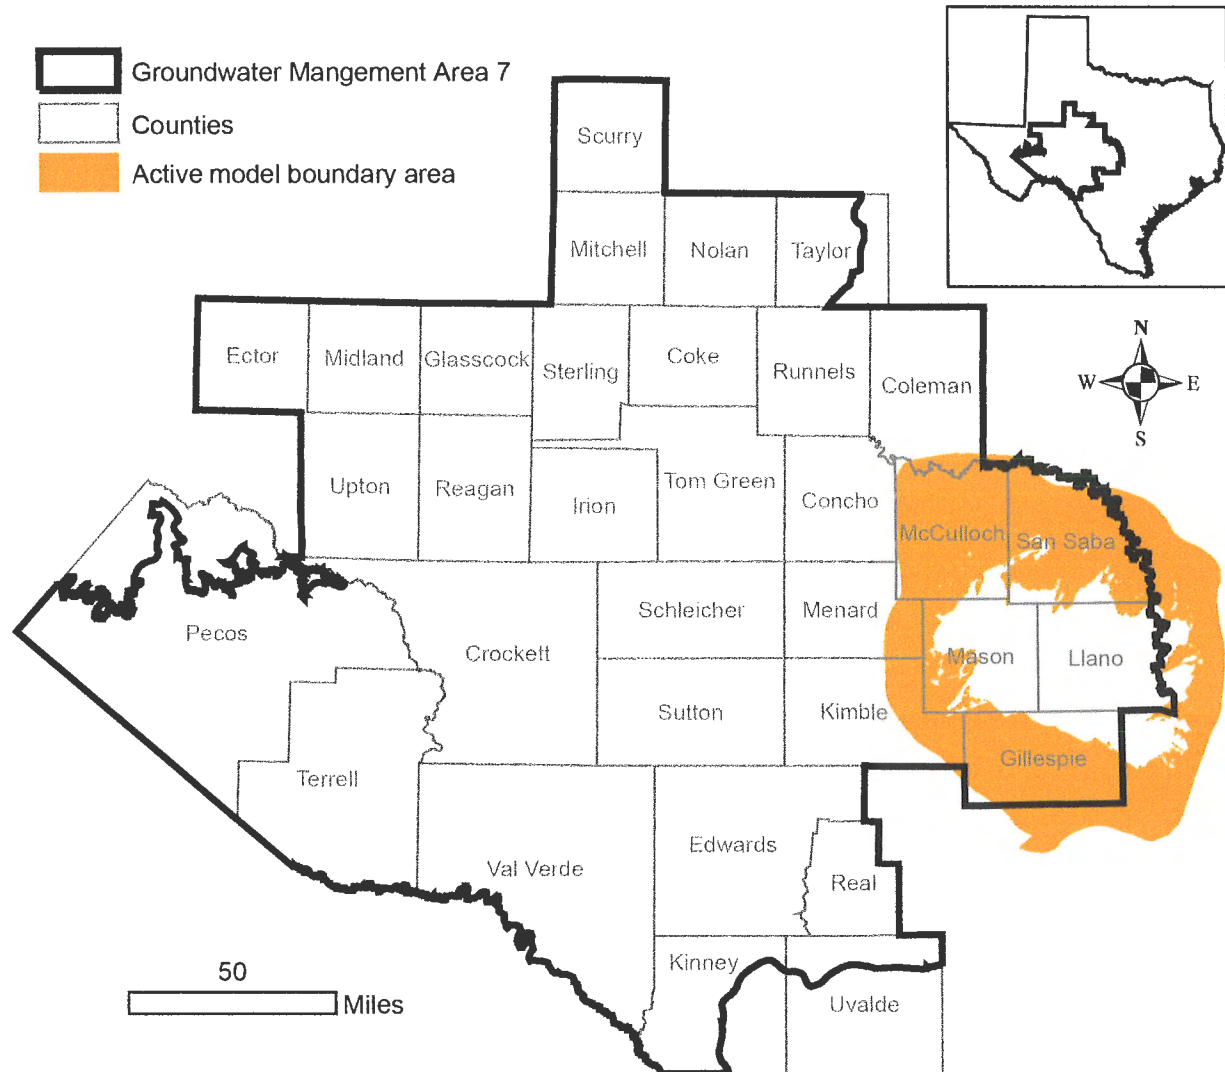 Groundwater Mangement Area 7
Counties
Active model boundary area
Scurry
Mitchell
Nolan
Taylor
Ector
Midland
Glasscock
Sterling
Coke
Runnels
Coleman
N
W
E
S
Upton
Reagan
Irion
Tom Green
Concho
McCulloch
San Saba
Pecos
Crockett
Schleicher
Menard
Mason
Llano
Sutton
Kimble
Gillespie
Terrell
Val Verde
Edwards
Real
Kinney
Uvalde
50
Miles